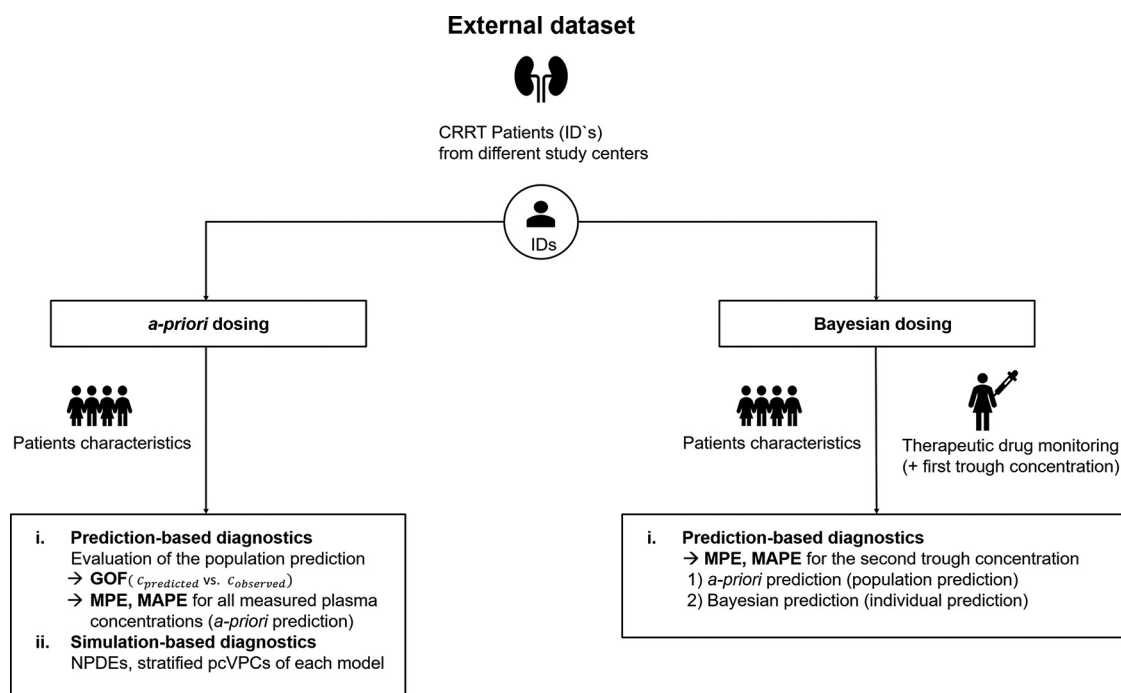 External dataset
CRRT Patients (ID`s)
from different study centers
IDs
a-priori dosing
Patients characteristics
i. Prediction-based diagnostics
Evaluation of the population prediction
→ GOF( c_predicted vs. c_observed)
→ MPE, MAPE for all measured plasma
concentrations (a-priori prediction)
ii. Simulation-based diagnostics
NPDEs, stratified pcVPCs of each model
Bayesian dosing
Patients characteristics
Therapeutic drug monitoring
(+ first trough concentration)
i. Prediction-based diagnostics
→ MPE, MAPE for the second trough concentration
1) a-priori prediction (population prediction)
2) Bayesian prediction (individual prediction)